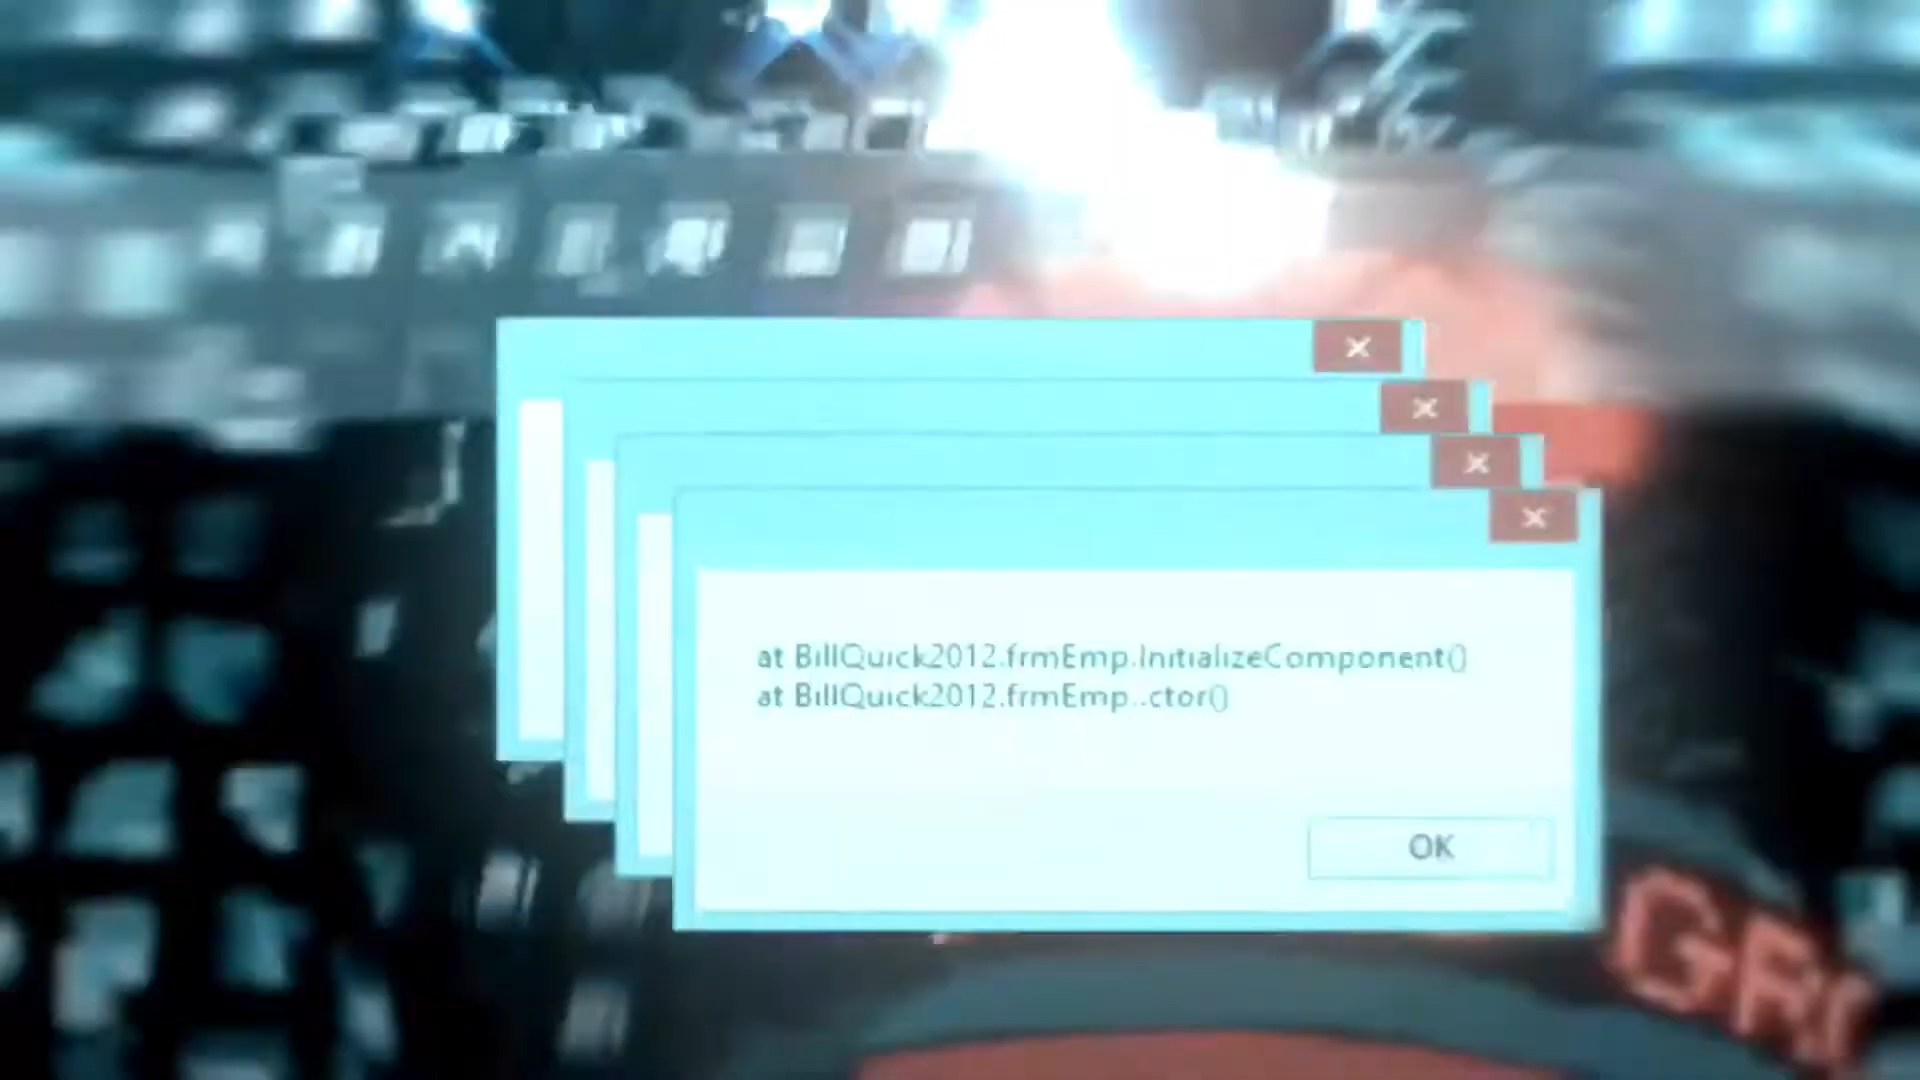 at BillQuick2012.frmEmp.InitializeComponent()
at BillQuick2012.frmEmp..ctor()
OK